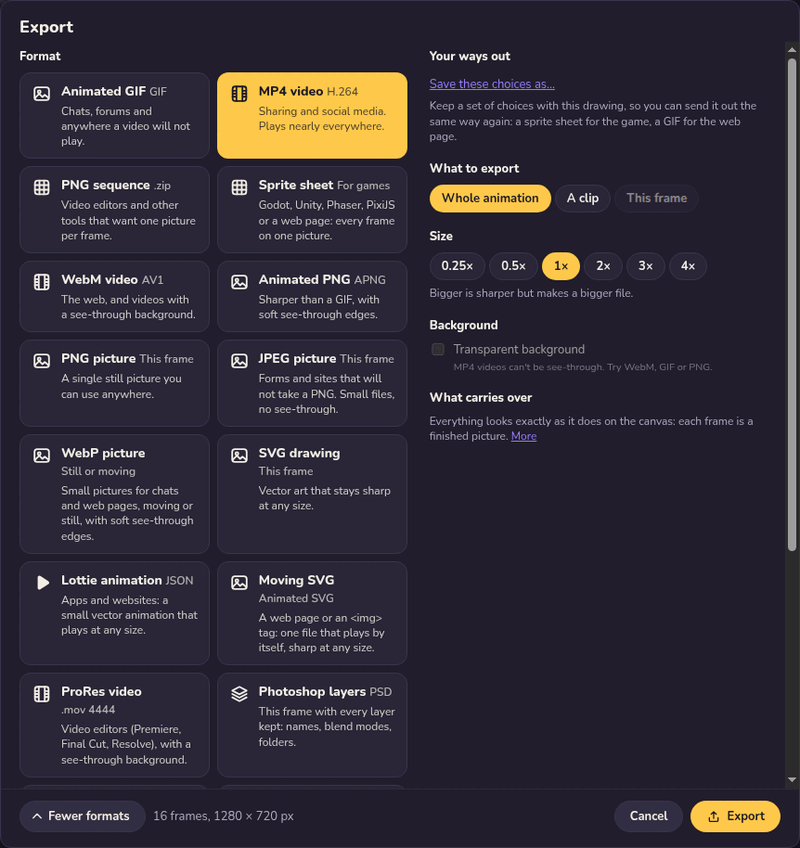 Export
Format
Animated GIF GIF
Chats, forums and
anywhere a video will not
play.
MP4 video H.264
Sharing and social media.
Plays nearly everywhere.
PNG sequence .zip
Video editors and other
tools that want one picture
per frame.
Sprite sheet For games
Godot, Unity, Phaser, PixiJS
or a web page: every frame
on one picture.
WebM video AV1
The web, and videos with
a see-through background.
Animated PNG APNG
Sharper than a GIF, with
soft see-through edges.
PNG picture This frame
A single still picture you
can use anywhere.
JPEG picture This frame
Forms and sites that will
not take a PNG. Small files,
no see-through.
WebP picture
Still or moving
Small pictures for chats
and web pages, moving or
still, with soft see-through
edges.
SVG drawing
This frame
Vector art that stays sharp
at any size.
Lottie animation JSON
Apps and websites: a
small vector animation that
plays at any size.
Moving SVG
Animated SVG
A web page or an <img>
tag: one file that plays by
itself, sharp at any size.
ProRes video
.mov 4444
Video editors (Premiere,
Final Cut, Resolve), with a
see-through background.
Photoshop layers PSD
This frame with every layer
kept: names, blend modes,
folders.
Your ways out
Save these choices as...
Keep a set of choices with this drawing, so you can send it out the
same way again: a sprite sheet for the game, a GIF for the web
page.
What to export
Whole animation A clip This frame
Size
0.25x 0.5x 1x 2x 3x 4x
Bigger is sharper but makes a bigger file.
Background
Transparent background
MP4 videos can't be see-through. Try WebM, GIF or PNG.
What carries over
Everything looks exactly as it does on the canvas: each frame is a
finished picture. More
Fewer formats 16 frames, 1280 × 720 px
Cancel Export